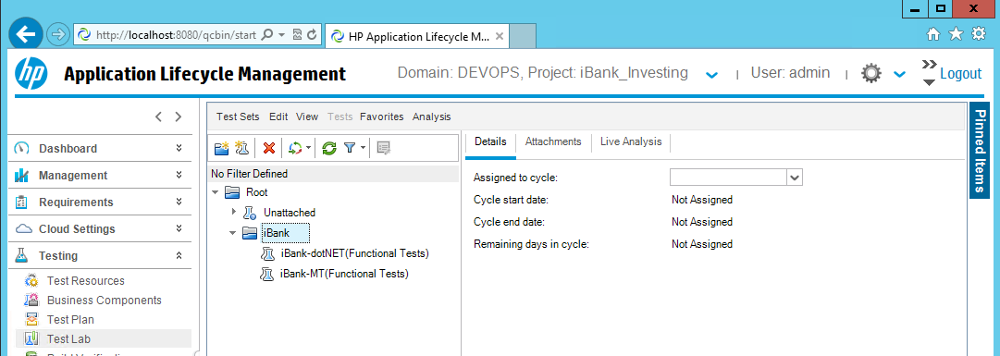 http://localhost:8080/qcbin/start
HP Application Lifecycle M...
hp
Application Lifecycle Management
Domain: DEVOPS, Project: iBank_Investing
User: admin
Logout
Dashboard
Management
Requirements
Cloud Settings
Testing
Test Resources
Business Components
Test Plan
Test Lab
Test Sets Edit View Tests Favorites Analysis
No Filter Defined
Root
Unattached
iBank
iBank-dotNET(Functional Tests)
iBank-MT(Functional Tests)
Details Attachments Live Analysis
Assigned to cycle:
Cycle start date: Not Assigned
Cycle end date: Not Assigned
Remaining days in cycle: Not Assigned
Pinned Items